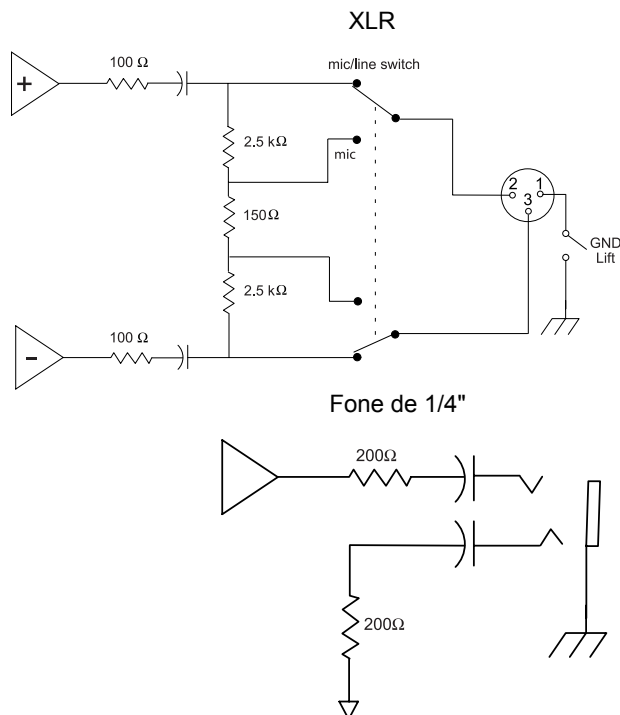 XLR
mic/line switch
100 Ω
+
2.5 kΩ
mic
150Ω
2.5 kΩ
2
1
3
GND
Lift
100 Ω
-
Fone de 1/4"
200Ω
200Ω